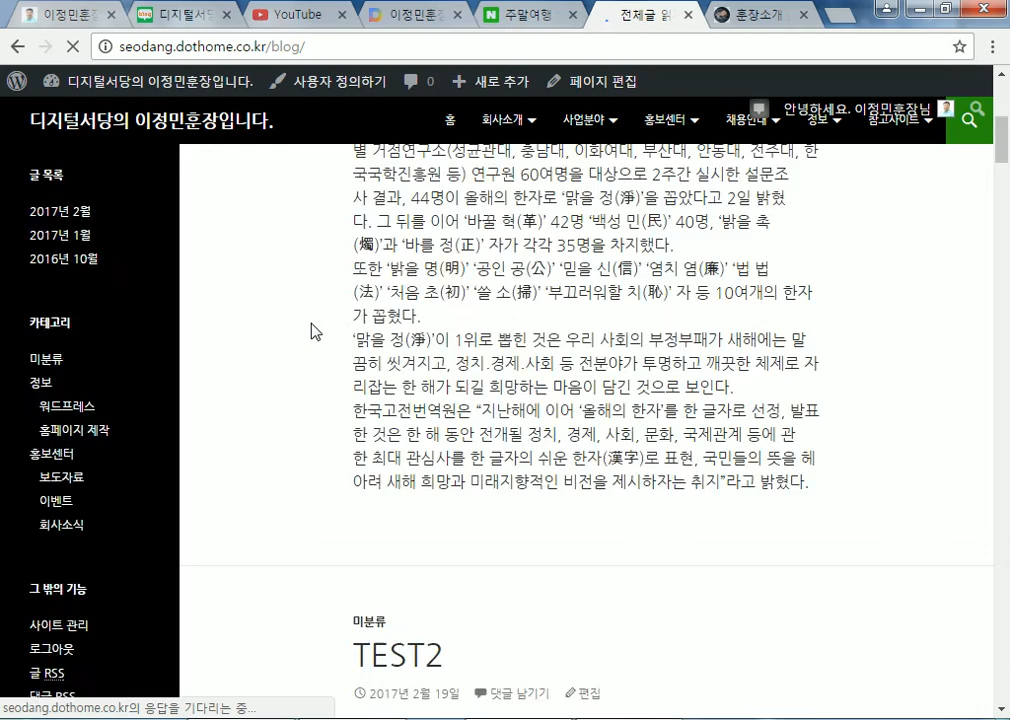 이정민훈장
디지털서당
YouTube
이정민훈장
주말여행
전체글 읽
훈장소개
seodang.dothome.co.kr/blog/
디지털서당의 이정민훈장입니다.
사용자 정의하기
0
새로 추가
페이지 편집
안녕하세요. 이정민훈장님
디지털서당의 이정민훈장입니다.
홈
회사소개
사업분야
홍보센터
채용안내
정보
참고사이트
글 목록
2017년 2월
2017년 1월
2016년 10월
카테고리
미분류
정보
워드프레스
홈페이지 제작
홍보센터
보도자료
이벤트
회사소식
그 밖의 기능
사이트 관리
로그아웃
글 RSS
댓글 RSS
별 거점연구소(성균관대, 충남대, 이화여대, 부산대, 안동대, 전주대, 한
국국학진흥원 등) 연구원 60여명을 대상으로 2주간 실시한 설문조
사 결과, 44명이 올해의 한자로 ‘맑을 정(淨)’을 꼽았다고 2일 밝혔
다. 그 뒤를 이어 ‘바꿀 혁(革)’ 42명 ‘백성 민(民)’ 40명, ‘밝을 촉
(燭)’과 ‘바를 정(正)’ 자가 각각 35명을 차지했다.
또한 ‘밝을 명(明)’ ‘공인 공(公)’ ‘믿을 신(信)’ ‘염치 염(廉)’ ‘법 법
(法)’ ‘처음 초(初)’ ‘쓸 소(掃)’ ‘부끄러워할 치(恥)’ 자 등 10여개의 한자
가 꼽혔다.
‘맑을 정(淨)’이 1위로 뽑힌 것은 우리 사회의 부정부패가 새해에는 말
끔히 씻겨지고, 정치.경제.사회 등 전분야가 투명하고 깨끗한 체제로 자
리잡는 한 해가 되길 희망하는 마음이 담긴 것으로 보인다.
한국고전번역원은 “지난해에 이어 ‘올해의 한자’를 한 글자로 선정, 발표
한 것은 한 해 동안 전개될 정치, 경제, 사회, 문화, 국제관계 등에 관
한 최대 관심사를 한 글자의 쉬운 한자(漢字)로 표현, 국민들의 뜻을 헤
아려 새해 희망과 미래지향적인 비전을 제시하자는 취지”라고 밝혔다.
미분류
TEST2
2017년 2월 19일
댓글 남기기
편집
seodang.dothome.co.kr의 응답을 기다리는 중...